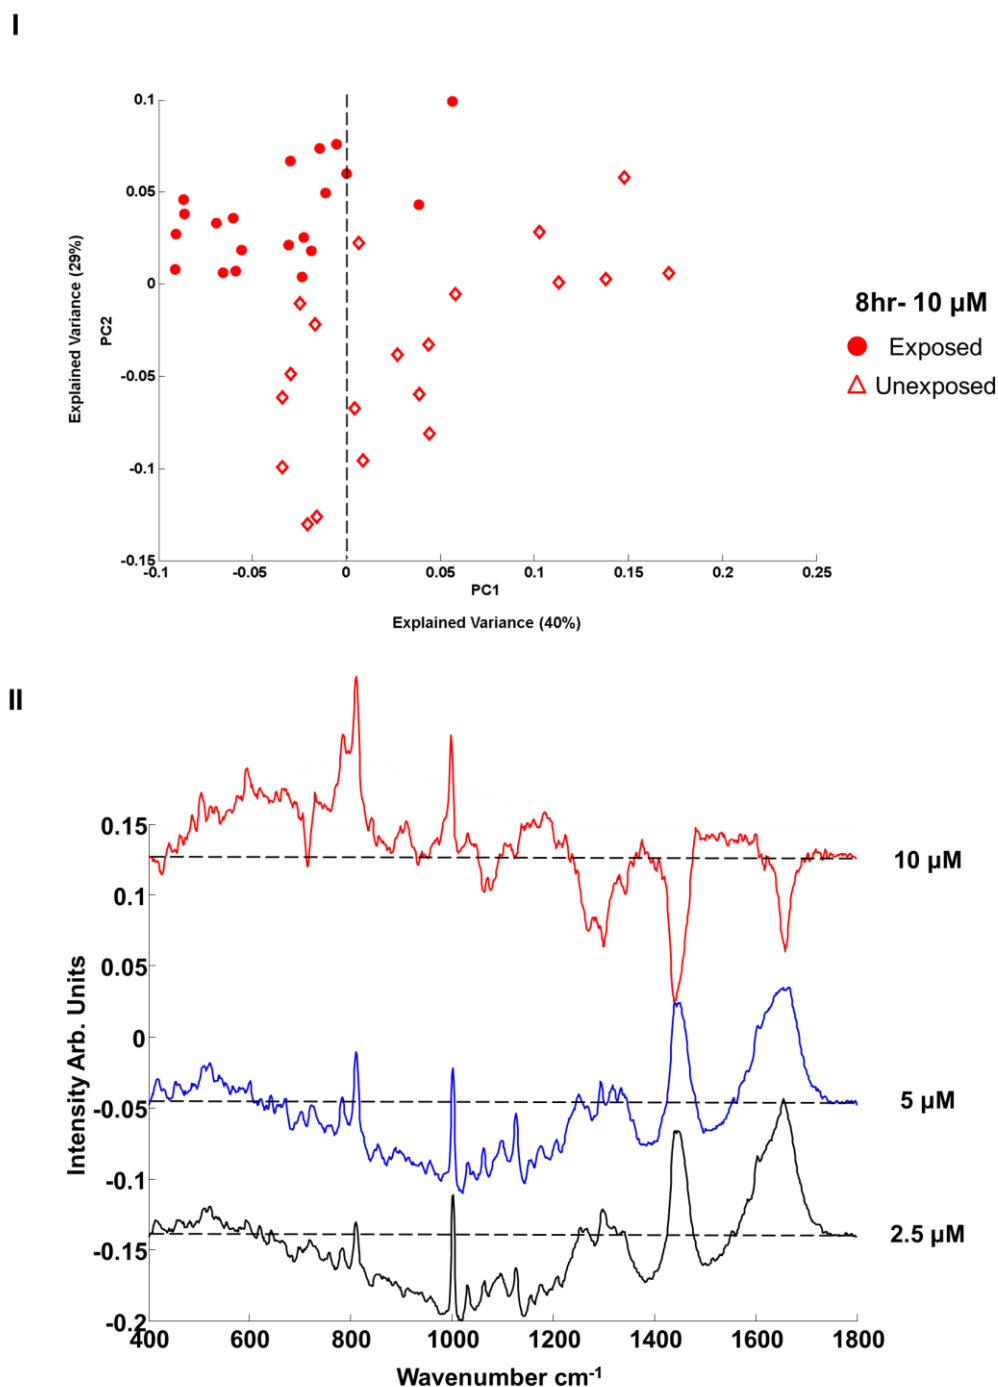 I
0.1
0.05
0
-0.05
-0.1
-0.15
Explained Variance (29%)
PC2
-0.1
-0.05
0
0.05
0.1
0.15
0.2
0.25
PC1
Explained Variance (40%)
8hr- 10 µM
Exposed
Unexposed
II
0.15
0.1
0.05
0
-0.05
-0.1
-0.15
-0.2
Intensity Arb. Units
10 µM
5 µM
2.5 µM
400
600
800
1000
1200
1400
1600
1800
Wavenumber cm-1